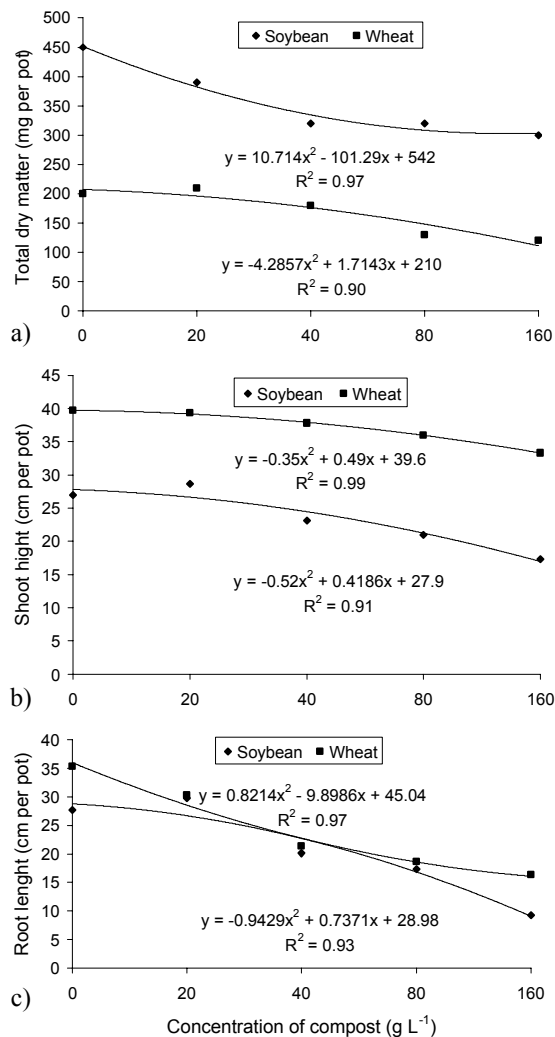 500
450
400
350
300
250
200
150
100
50
0
Total dry matter (mg per pot)
Soybean Wheat
y = 10.714x² - 101.29x + 542
R² = 0.97
y = -4.2857x² + 1.7143x + 210
R² = 0.90
0 20 40 80 160
a)
45
40
35
30
25
20
15
10
5
0
Shoot hight (cm per pot)
Soybean Wheat
y = -0.35x² + 0.49x + 39.6
R² = 0.99
y = -0.52x² + 0.4186x + 27.9
R² = 0.91
0 20 40 80 160
b)
40
35
30
25
20
15
10
5
0
Root lenght (cm per pot)
Soybean Wheat
y = 0.8214x² - 9.8986x + 45.04
R² = 0.97
y = -0.9429x² + 0.7371x + 28.98
R² = 0.93
0 20 40 80 160
c)
Concentration of compost (g L⁻¹)